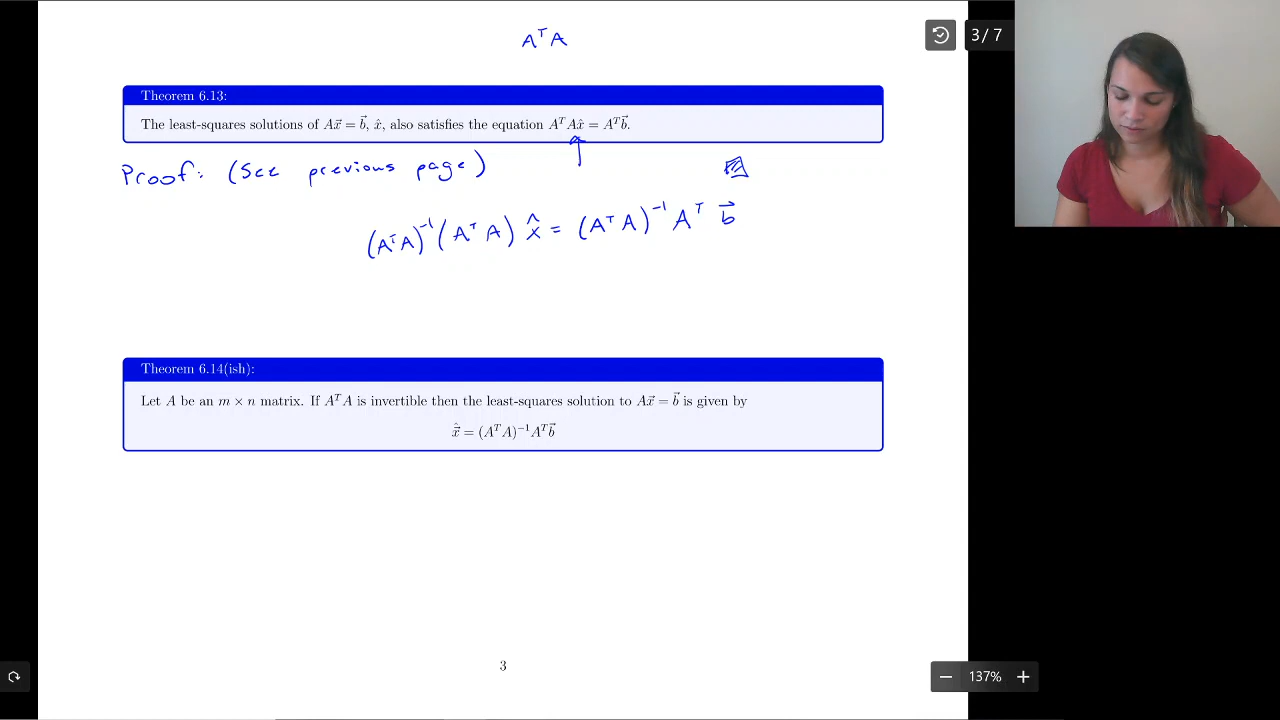 AᵀA
3 / 7
Theorem 6.13:
The least-squares solutions of Ax⃗ = b⃗, x̂, also satisfies the equation AᵀAx̂ = Aᵀb⃗.
Proof: (See previous page)
(AᵀA)⁻¹(AᵀA) x̂ = (AᵀA)⁻¹Aᵀ b⃗
Theorem 6.14(ish):
Let A be an m × n matrix. If AᵀA is invertible then the least-squares solution to Ax⃗ = b⃗ is given by
x⃗̂ = (AᵀA)⁻¹Aᵀb⃗
3
− 137% +